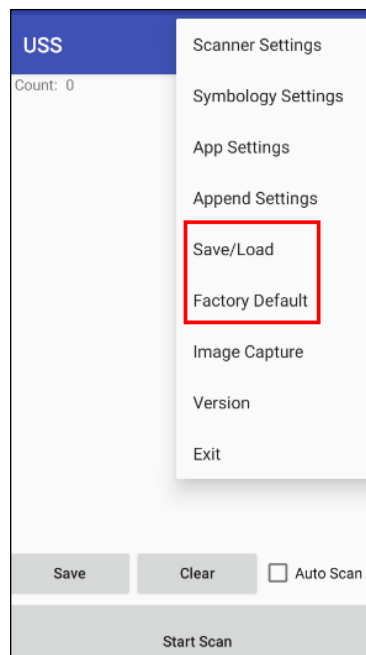 USS
Count: 0
Scanner Settings
Symbology Settings
App Settings
Append Settings
Save/Load
Factory Default
Image Capture
Version
Exit
Save Clear Auto Scan
Start Scan